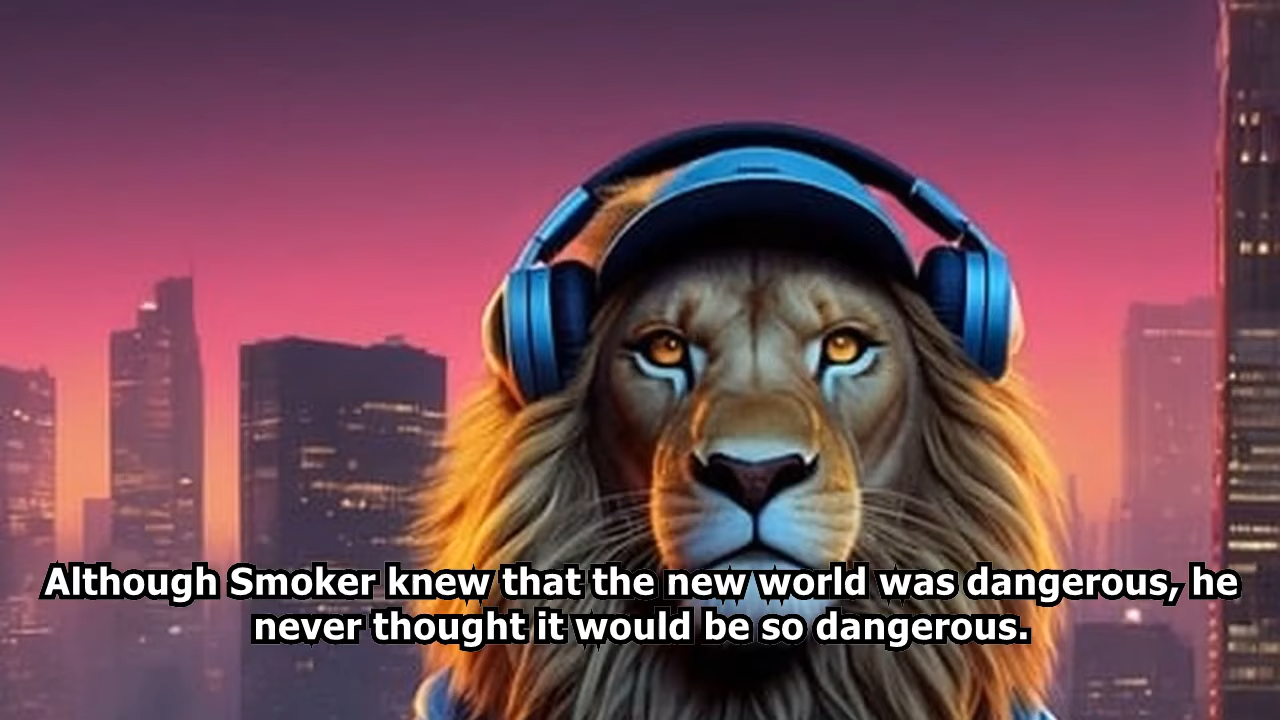 Although Smoker knew that the new world was dangerous, he
never thought it would be so dangerous.